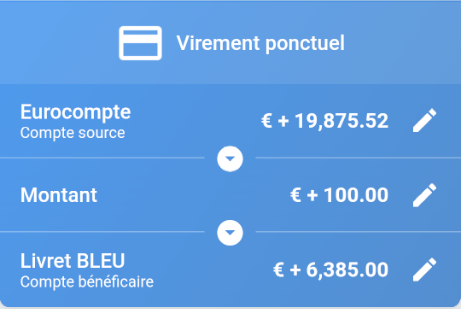 Virement ponctuel
Eurocompte € + 19,875.52
Compte source
Montant € + 100.00
Livret BLEU € + 6,385.00
Compte bénéficaire